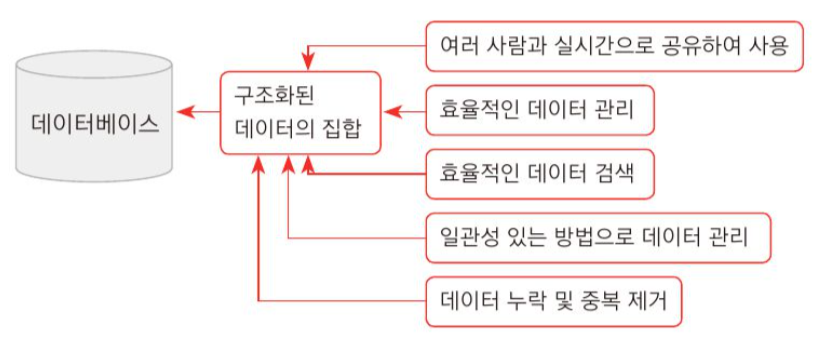 데이터베이스
구조화된
데이터의 집합
여러 사람과 실시간으로 공유하여 사용
효율적인 데이터 관리
효율적인 데이터 검색
일관성 있는 방법으로 데이터 관리
데이터 누락 및 중복 제거